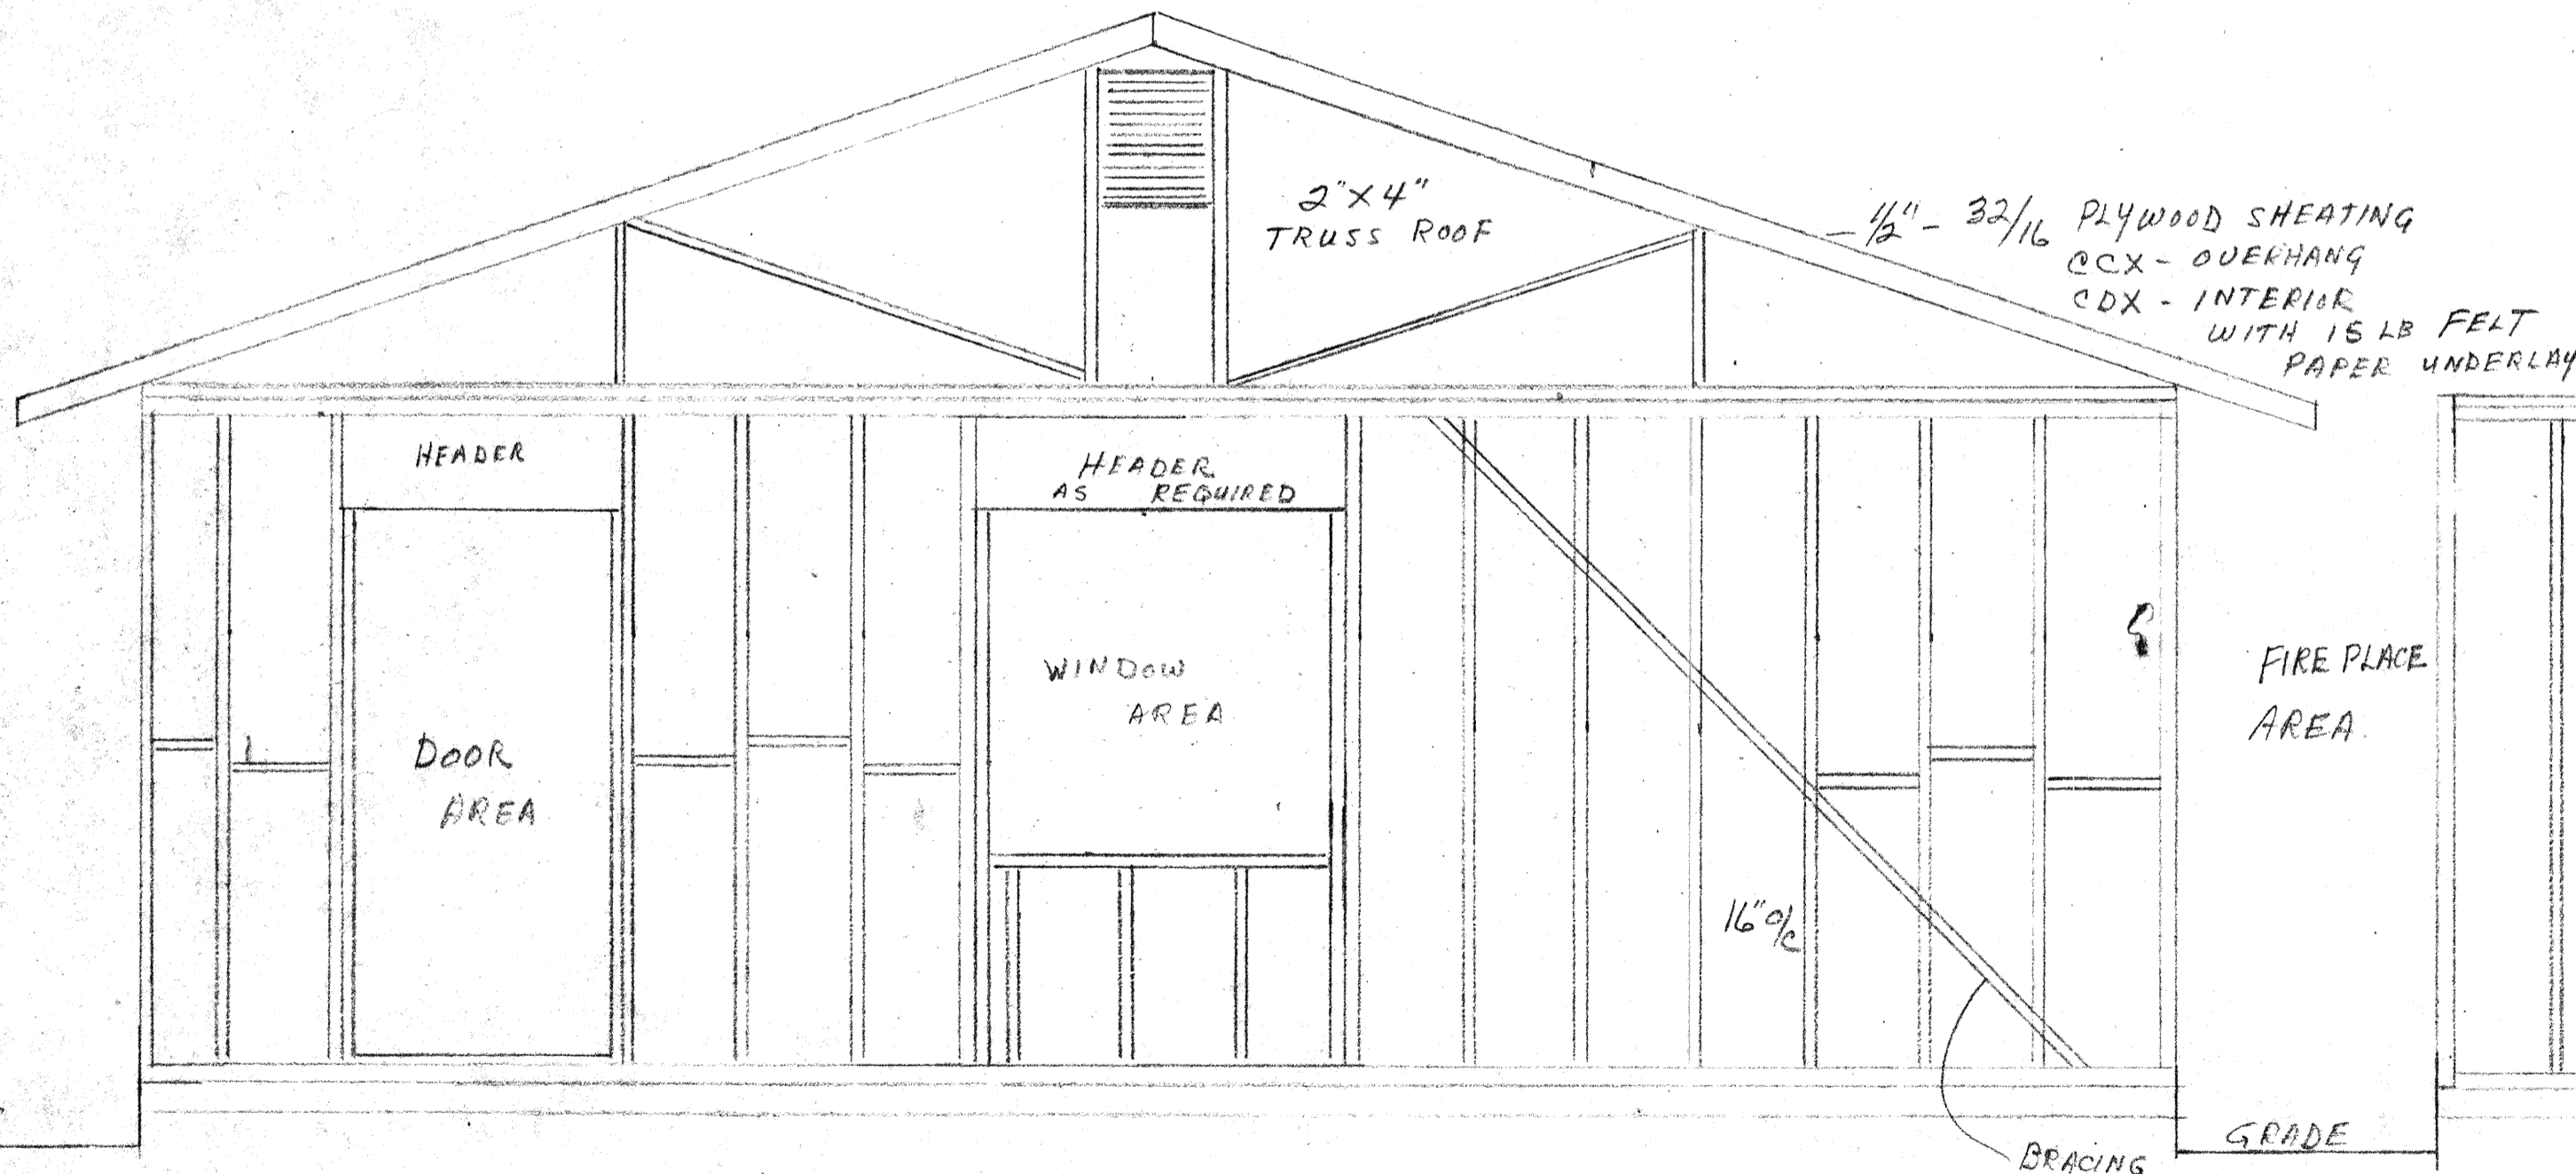 2"X4"
TRUSS ROOF
1/2" - 32/16 PLYWOOD SHEATING
CCX - OVERHANG
CDX - INTERIOR
WITH 15 LB FELT
PAPER UNDERLAY
HEADER
HEADER
AS REQUIRED
DOOR
AREA
WINDOW
AREA
16" O/C
FIRE PLACE
AREA.
GRADE
BRACING